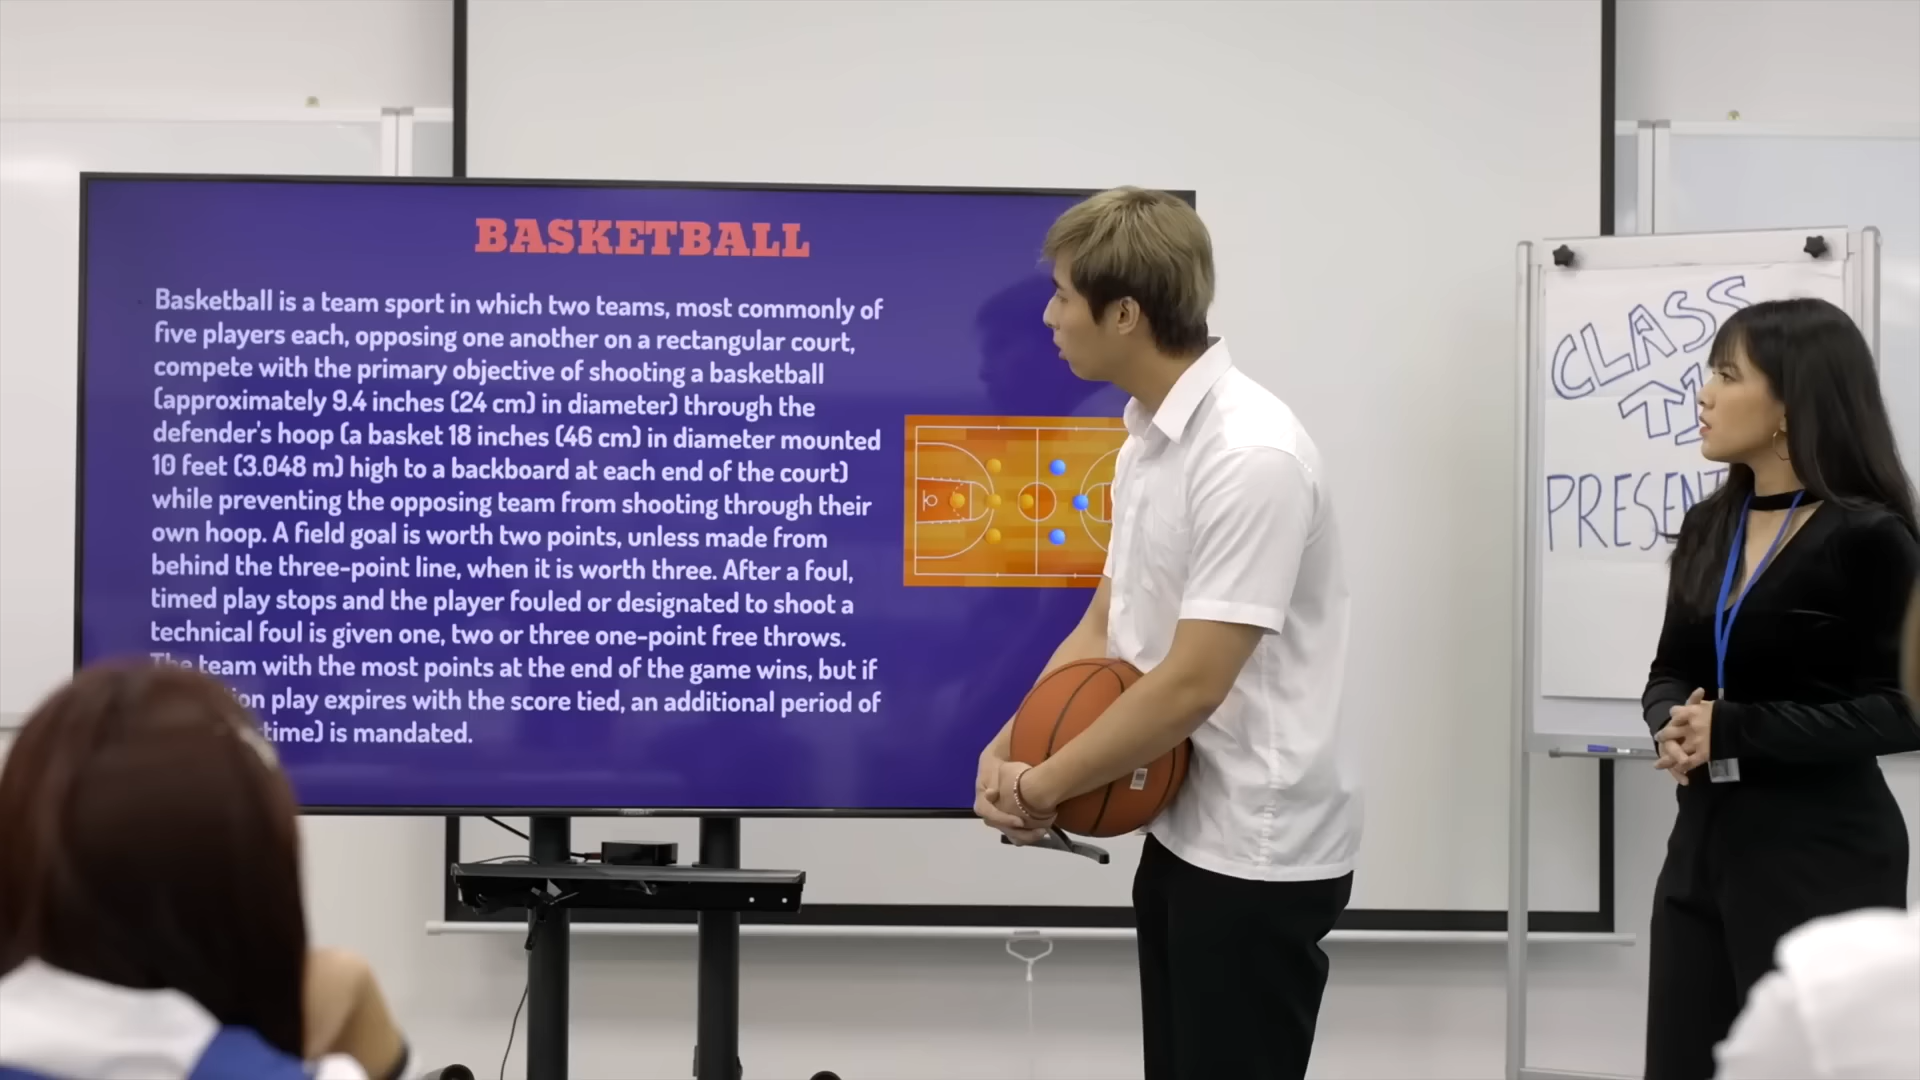 BASKETBALL
Basketball is a team sport in which two teams, most commonly of
five players each, opposing one another on a rectangular court,
compete with the primary objective of shooting a basketball
(approximately 9.4 inches (24 cm) in diameter) through the
defender's hoop (a basket 18 inches (46 cm) in diameter mounted
10 feet (3.048 m) high to a backboard at each end of the court)
while preventing the opposing team from shooting through their
own hoop. A field goal is worth two points, unless made from
behind the three-point line, when it is worth three. After a foul,
timed play stops and the player fouled or designated to shoot a
technical foul is given one, two or three one-point free throws.
The team with the most points at the end of the game wins, but if
play expires with the score tied, an additional period of
is mandated.
CLASS